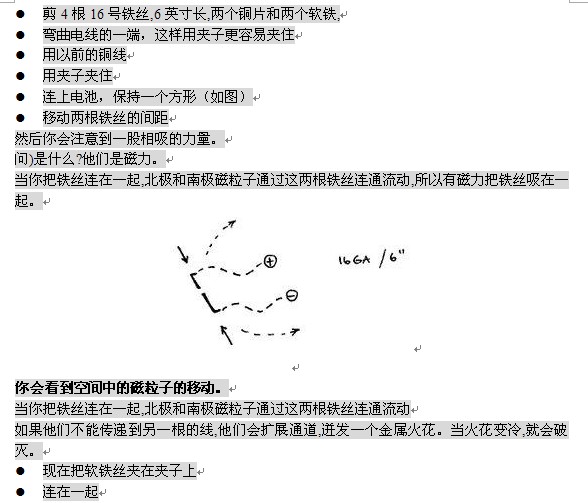 剪 4 根 16 号铁丝,6 英寸长,两个铜片和两个软铁,
弯曲电线的一端，这样用夹子更容易夹住
用以前的铜线
用夹子夹住
连上电池，保持一个方形（如图）
移动两根铁丝的间距
然后你会注意到一股相吸的力量。
问)是什么?他们是磁力。
当你把铁丝连在一起,北极和南极磁粒子通过这两根铁丝连通流动,所以有磁力把铁丝吸在一
起。
+
16GA / 6"
-
你会看到空间中的磁粒子的移动。
当你把铁丝连在一起,北极和南极磁粒子通过这两根铁丝连通流动
如果他们不能传递到另一根的线,他们会扩展通道,迸发一个金属火花。当火花变冷,就会破
灭。
现在把软铁丝夹在夹子上
连在一起